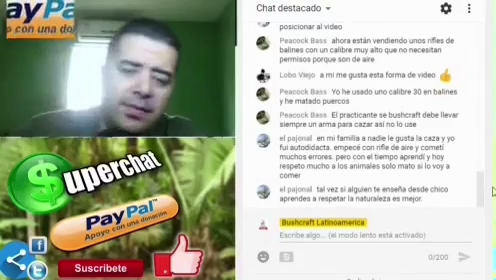 PayPal
Apoyo con una dona
Superchat
PayPal™
Apoyo con una donación
Suscribete
Chat destacado
posicionar al video
Peacock Bass ahora están vendiendo unos rifles de
balines con un calibre muy alto que no necesitan
permisos porque son de aire
Lobo Viejo a mi me gusta esta forma de video
Peacock Bass Yo he usado uno calibre 30 en balines
y he matado puercos
Peacock Bass El practicante se bushcraft debe llevar
siempre un arma para cazar así no lo use
el pajonal en mi familia a nadie le gusta la caza y yo
fui autodidacta. empecé con rifle de aire y cometí
muchos errores. pero con el tiempo aprendí y hoy
respeto mucho a los animales. solo mato si lo voy a
comer
el pajonal tal vez si alguien te enseña desde chico
aprendes a respetar la naturaleza es mejor.
Bushcraft Latinoamerica
Escribe algo... (el modo lento está activado)
0/200